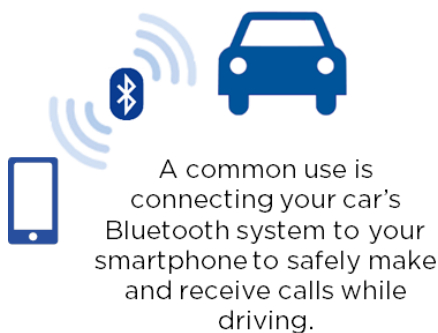 A common use is
connecting your car's
Bluetooth system to your
smartphone to safely make
and receive calls while
driving.